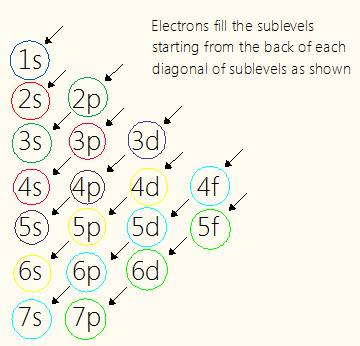 Electrons fill the sublevels
starting from the back of each
diagonal of sublevels as shown
1s
2s 2p
3s 3p 3d
4s 4p 4d 4f
5s 5p 5d 5f
6s 6p 6d
7s 7p